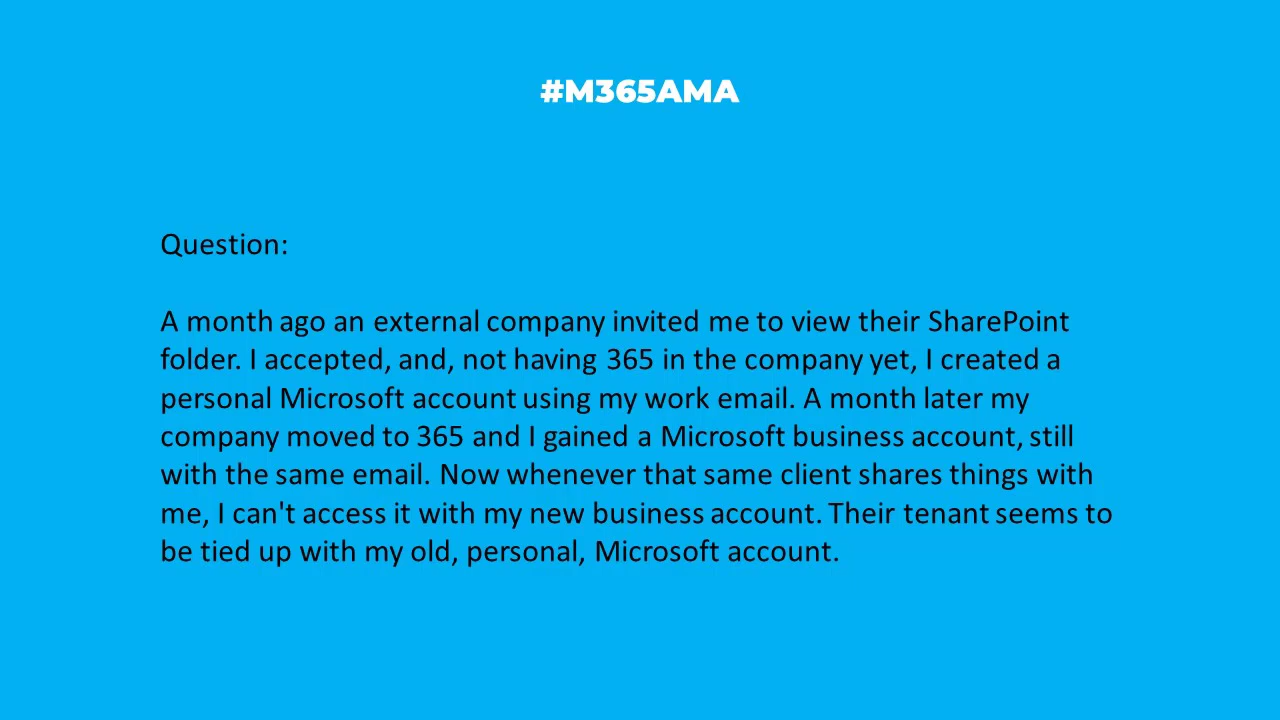 #M365AMA
Question:
A month ago an external company invited me to view their SharePoint
folder. I accepted, and, not having 365 in the company yet, I created a
personal Microsoft account using my work email. A month later my
company moved to 365 and I gained a Microsoft business account, still
with the same email. Now whenever that same client shares things with
me, I can't access it with my new business account. Their tenant seems to
be tied up with my old, personal, Microsoft account.